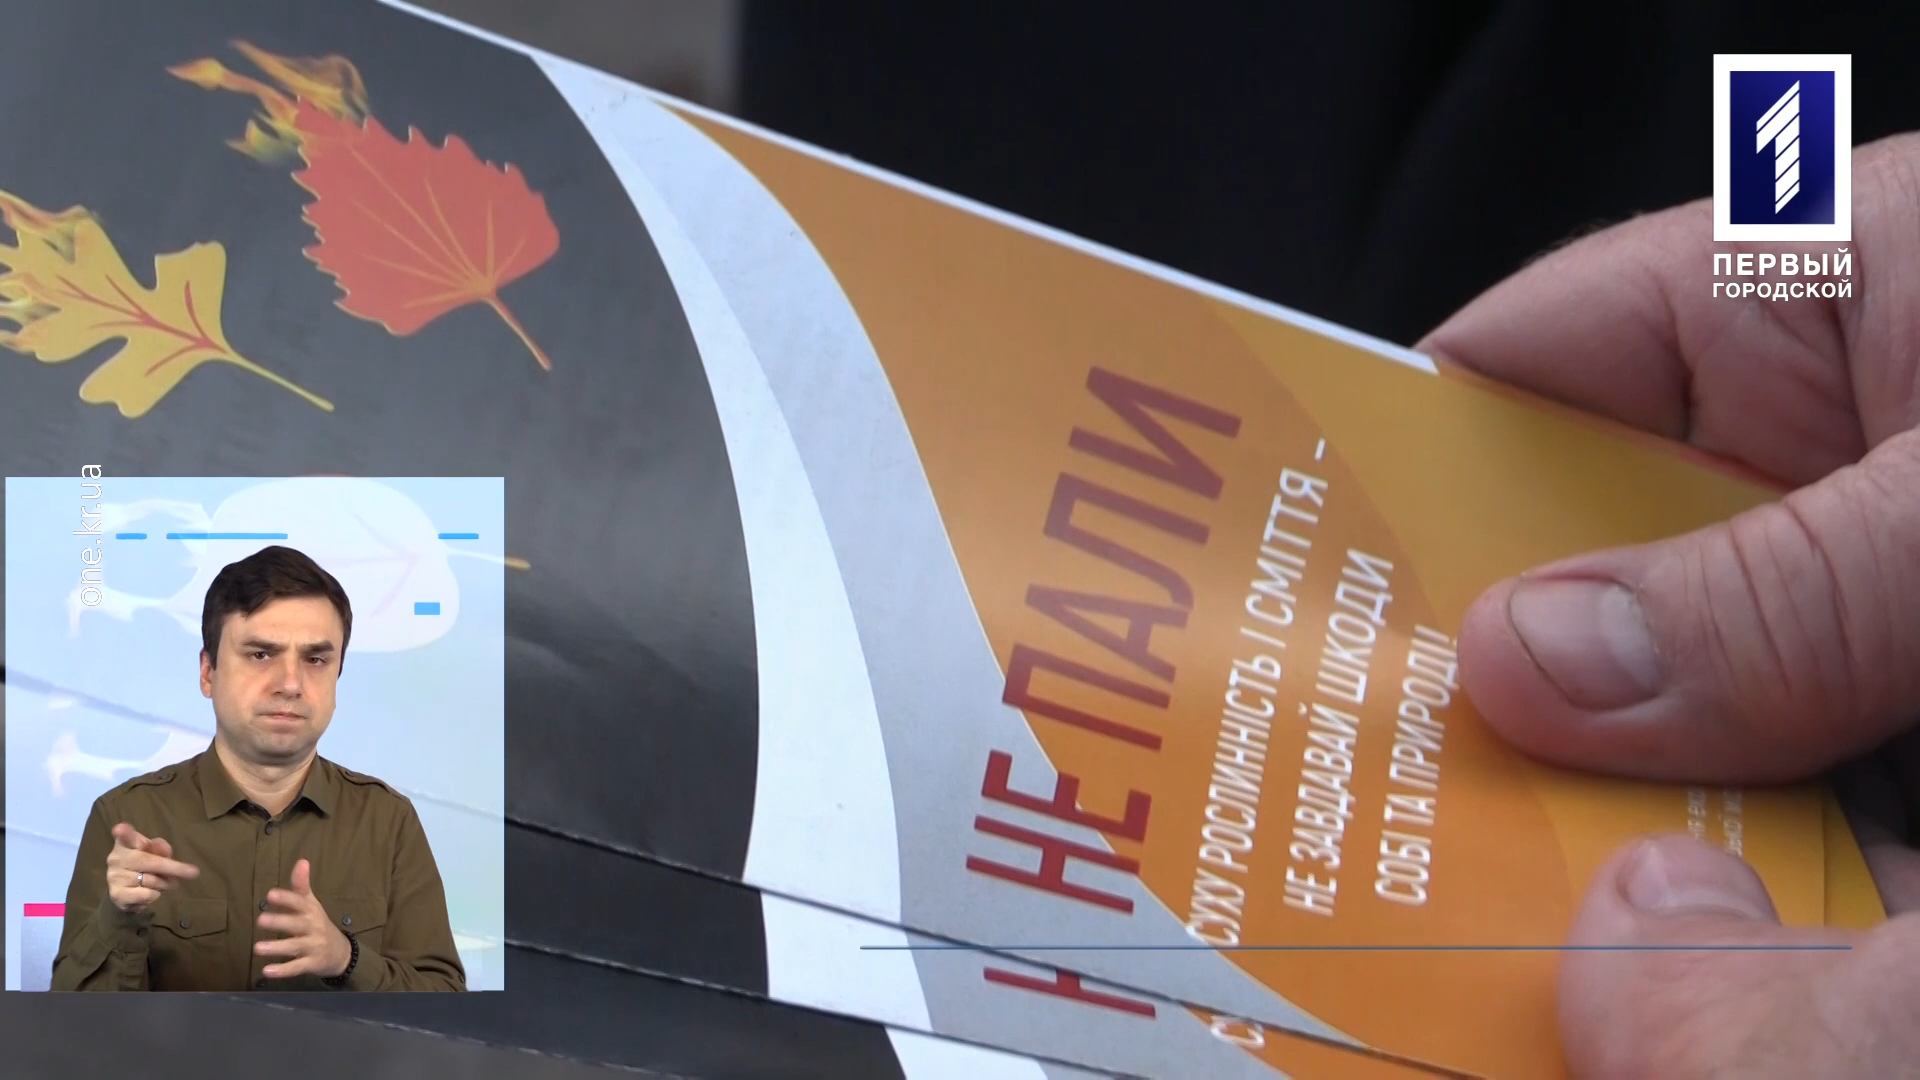 ПЕРВЫЙ
ГОРОДСКОЙ
one.kr.ua
НЕ ПАЛИ
СУХУ РОСЛИННІСТЬ І СМІТТЯ –
НЕ ЗАВДАВАЙ ШКОДИ
СОБІ ТА ПРИРОДІ!